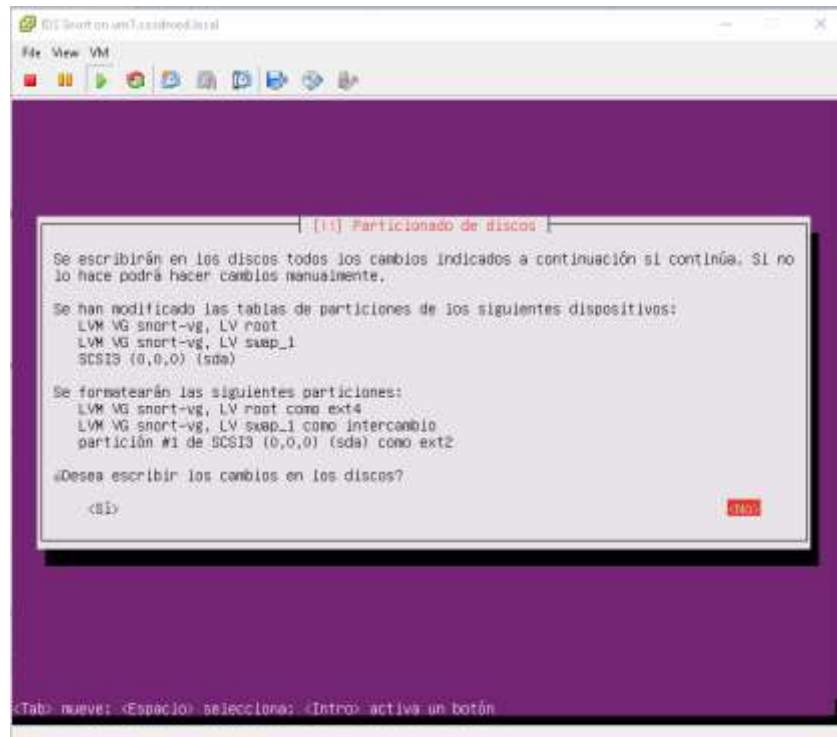 IDS Snort on
File View VM
[!!] Particionado de discos
Se escribirán en los discos todos los cambios indicados a continuación si continúa. Si no
lo hace podrá hacer cambios manualmente.
Se han modificado las tablas de particiones de los siguientes dispositivos:
LVM VG snort-vg, LV root
LVM VG snort-vg, LV swap_1
SCSI3 (0,0,0) (sda)
Se formatearán las siguientes particiones:
LVM VG snort-vg, LV root como ext4
LVM VG snort-vg, LV swap_1 como intercambio
partición #1 de SCSI3 (0,0,0) (sda) como ext2
¿Desea escribir los cambios en los discos?
<Sí> <No>
<Tab> mueve; <Espacio> selecciona; <Intro> activa un botón